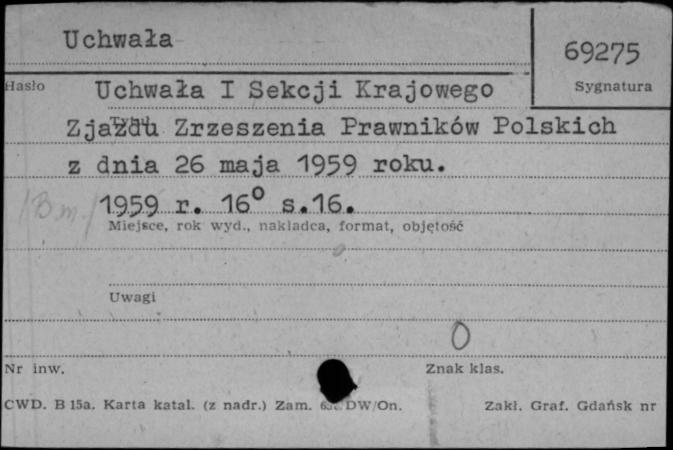 Uchwała
69275
Hasło
Uchwała I Sekcji Krajowego
Sygnatura
Zjazdu Zrzeszenia Prawników Polskich
z dnia 26 maja 1959 roku.
/Bm./ 1959 r. 16° s.16.
Miejsce, rok wyd., nakładca, format, objętość
Uwagi
0
Nr inw.
Znak klas.
CWD. B 15a. Karta katal. (z nadr.) Zam. DW/On.
Zakł. Graf. Gdańsk nr